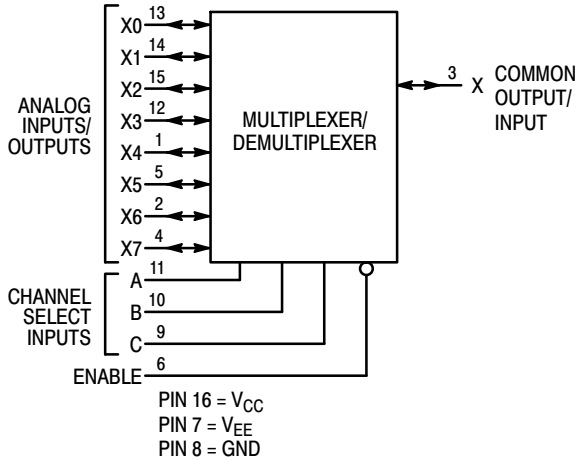 X0 13
X1 14
X2 15
X3 12
X4 1
X5 5
X6 2
X7 4
ANALOG
INPUTS/
OUTPUTS
MULTIPLEXER/
DEMULTIPLEXER
3 X COMMON
OUTPUT/
INPUT
A 11
B 10
C 9
CHANNEL
SELECT
INPUTS
ENABLE 6
PIN 16 = VCC
PIN 7 = VEE
PIN 8 = GND